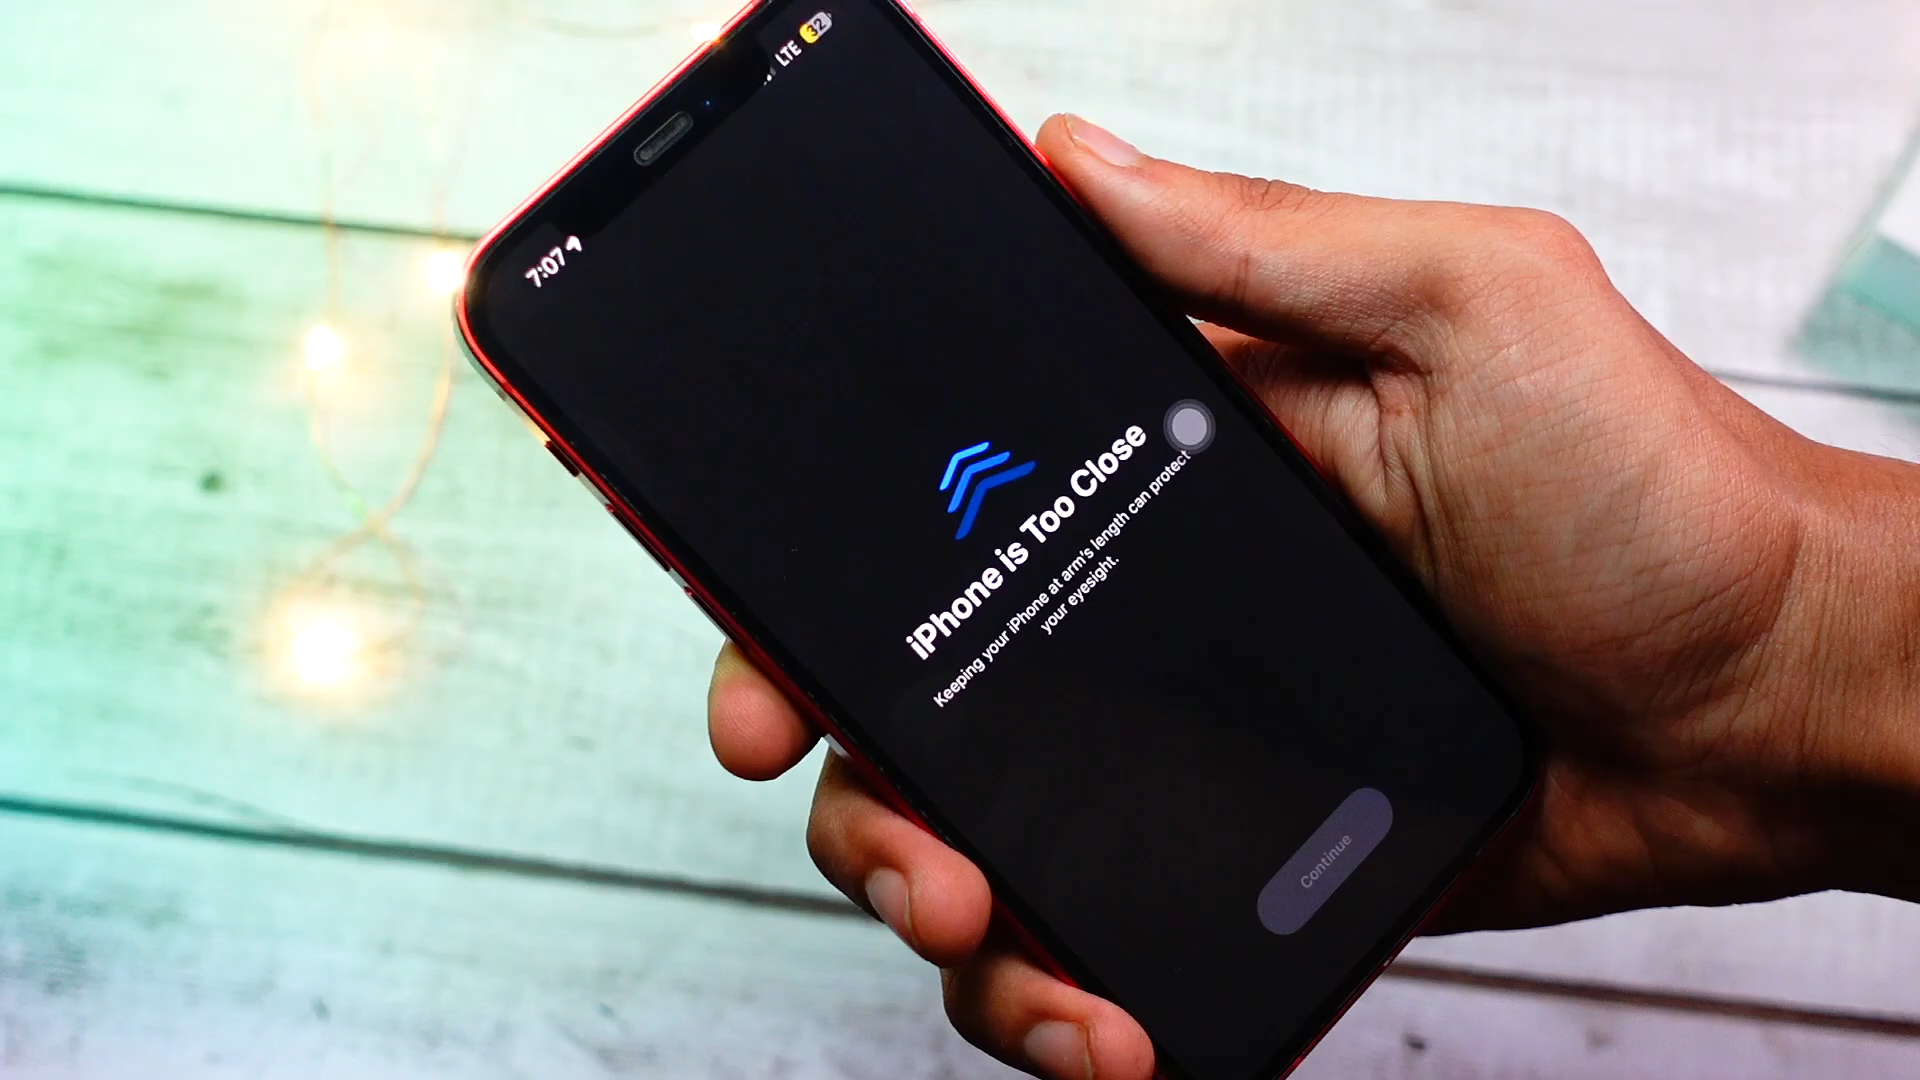 7:07
LTE 32
iPhone is Too Close
Keeping your iPhone at arm's length can protect
your eyesight.
Continue